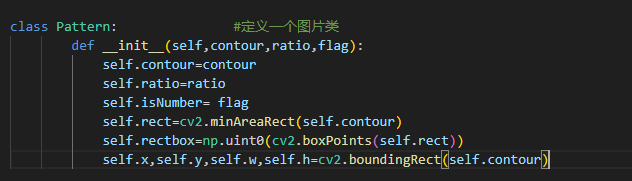 class Pattern:                #定义一个图片类
        def __init__(self,contour,ratio,flag):
            self.contour=contour
            self.ratio=ratio
            self.isNumber= flag
            self.rect=cv2.minAreaRect(self.contour)
            self.rectbox=np.uint0(cv2.boxPoints(self.rect))
            self.x,self.y,self.w,self.h=cv2.boundingRect(self.contour)